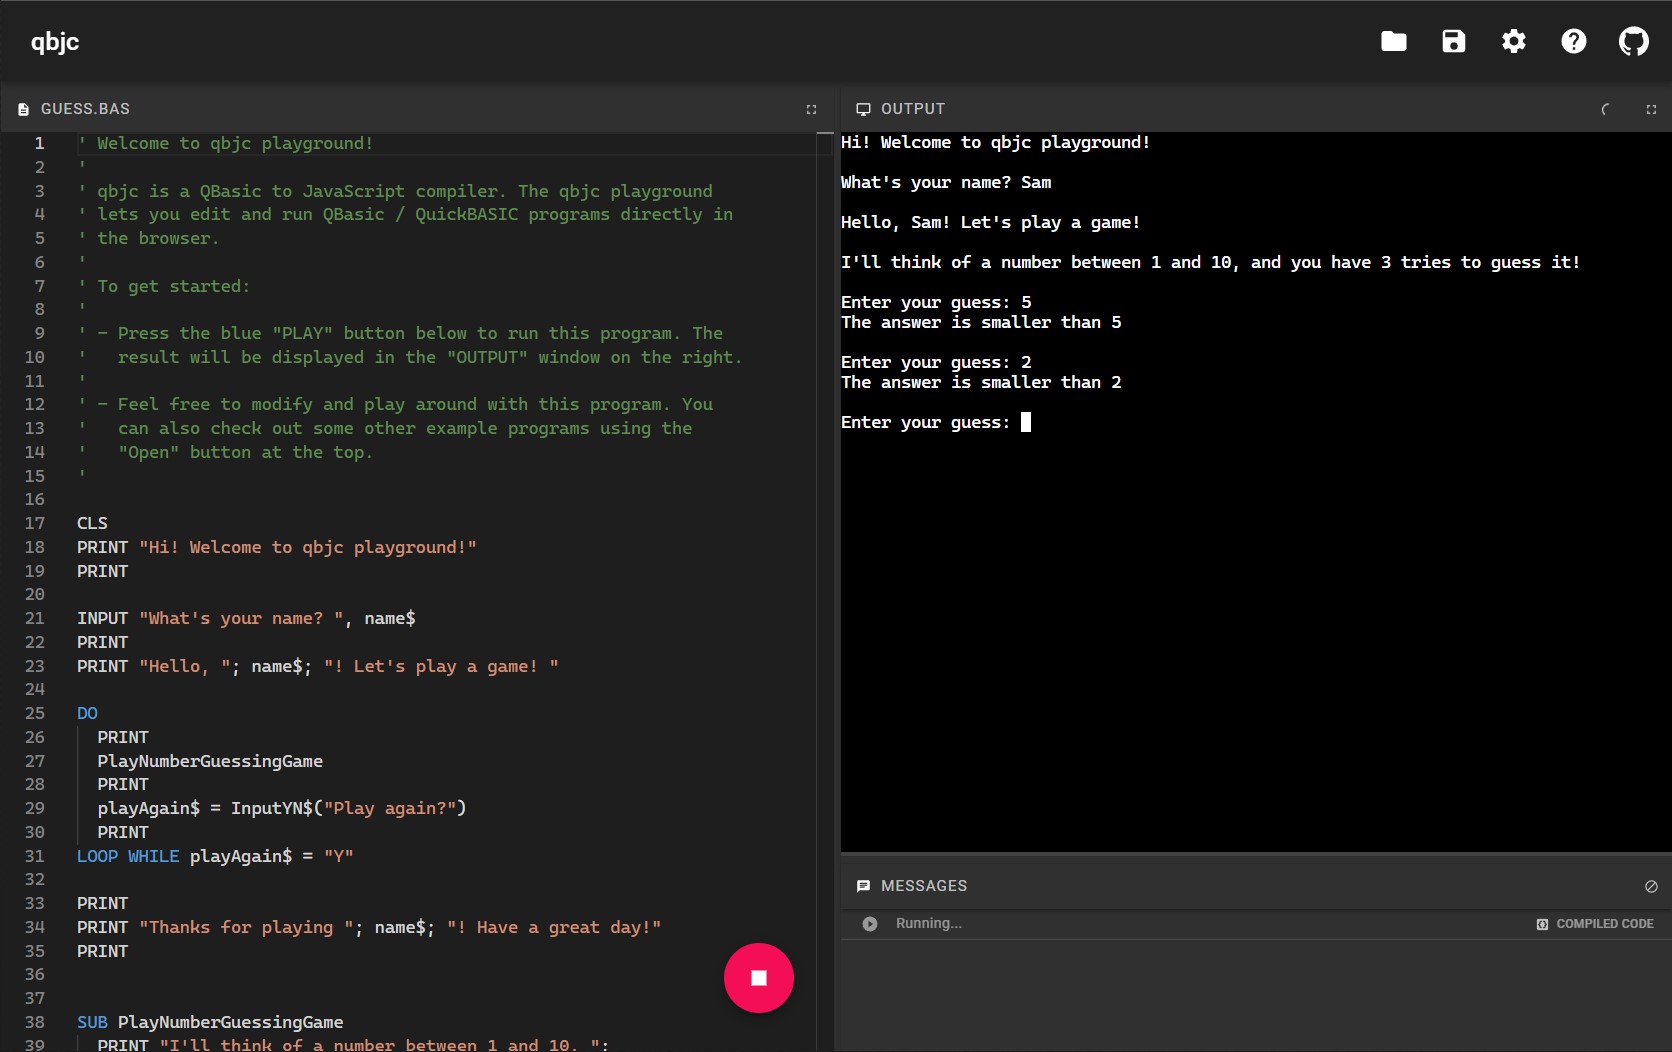 qbjc
GUESS.BAS
1 ' Welcome to qbjc playground!
2 '
3 ' qbjc is a QBasic to JavaScript compiler. The qbjc playground
4 ' lets you edit and run QBasic / QuickBASIC programs directly in
5 ' the browser.
6 '
7 ' To get started:
8 '
9 ' - Press the blue "PLAY" button below to run this program. The
10 '   result will be displayed in the "OUTPUT" window on the right.
11 '
12 ' - Feel free to modify and play around with this program. You
13 '   can also check out some other example programs using the
14 '   "Open" button at the top.
15 '
16
17 CLS
18 PRINT "Hi! Welcome to qbjc playground!"
19 PRINT
20
21 INPUT "What's your name? ", name$
22 PRINT
23 PRINT "Hello, "; name$; "! Let's play a game! "
24
25 DO
26   PRINT
27   PlayNumberGuessingGame
28   PRINT
29   playAgain$ = InputYN$("Play again?")
30   PRINT
31 LOOP WHILE playAgain$ = "Y"
32
33 PRINT
34 PRINT "Thanks for playing "; name$; "! Have a great day!"
35 PRINT
36
37
38 SUB PlayNumberGuessingGame
39   PRINT "I'll think of a number between 1 and 10, ";
OUTPUT
Hi! Welcome to qbjc playground!
What's your name? Sam
Hello, Sam! Let's play a game!
I'll think of a number between 1 and 10, and you have 3 tries to guess it!
Enter your guess: 5
The answer is smaller than 5
Enter your guess: 2
The answer is smaller than 2
Enter your guess:
MESSAGES
Running...
COMPILED CODE